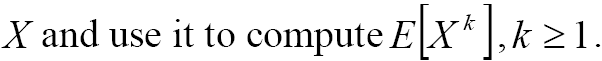 X and use it to compute E[X^k], k ≥ 1.